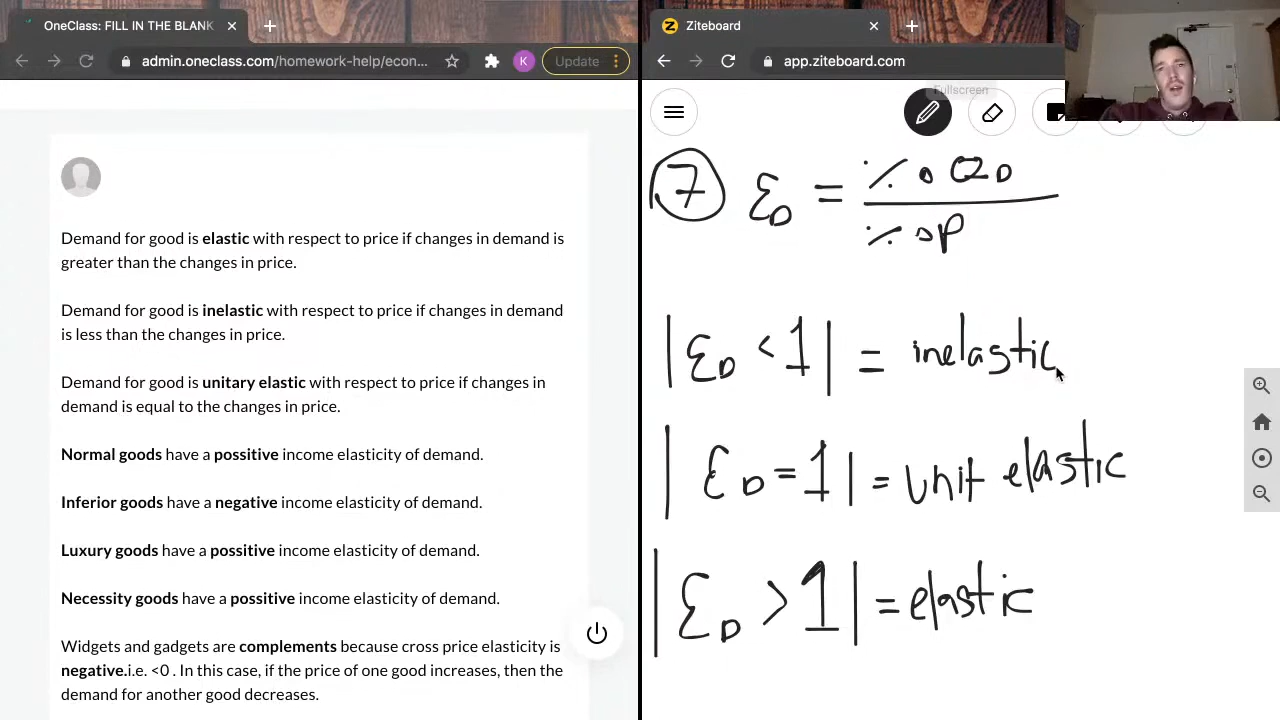 OneClass: FILL IN THE BLANK
admin.oneclass.com/homework-help/econ...
K
Update
Demand for good is elastic with respect to price if changes in demand is
greater than the changes in price.
Demand for good is inelastic with respect to price if changes in demand
is less than the changes in price.
Demand for good is unitary elastic with respect to price if changes in
demand is equal to the changes in price.
Normal goods have a possitive income elasticity of demand.
Inferior goods have a negative income elasticity of demand.
Luxury goods have a possitive income elasticity of demand.
Necessity goods have a possitive income elasticity of demand.
Widgets and gadgets are complements because cross price elasticity is
negative.i.e. <0 . In this case, if the price of one good increases, then the
demand for another good decreases.
Ziteboard
app.ziteboard.com
Fullscreen
7 ƐD = %ΔQD
%ΔP
|ƐD < 1| = inelastic
|ƐD = 1| = unit elastic
|ƐD > 1| = elastic